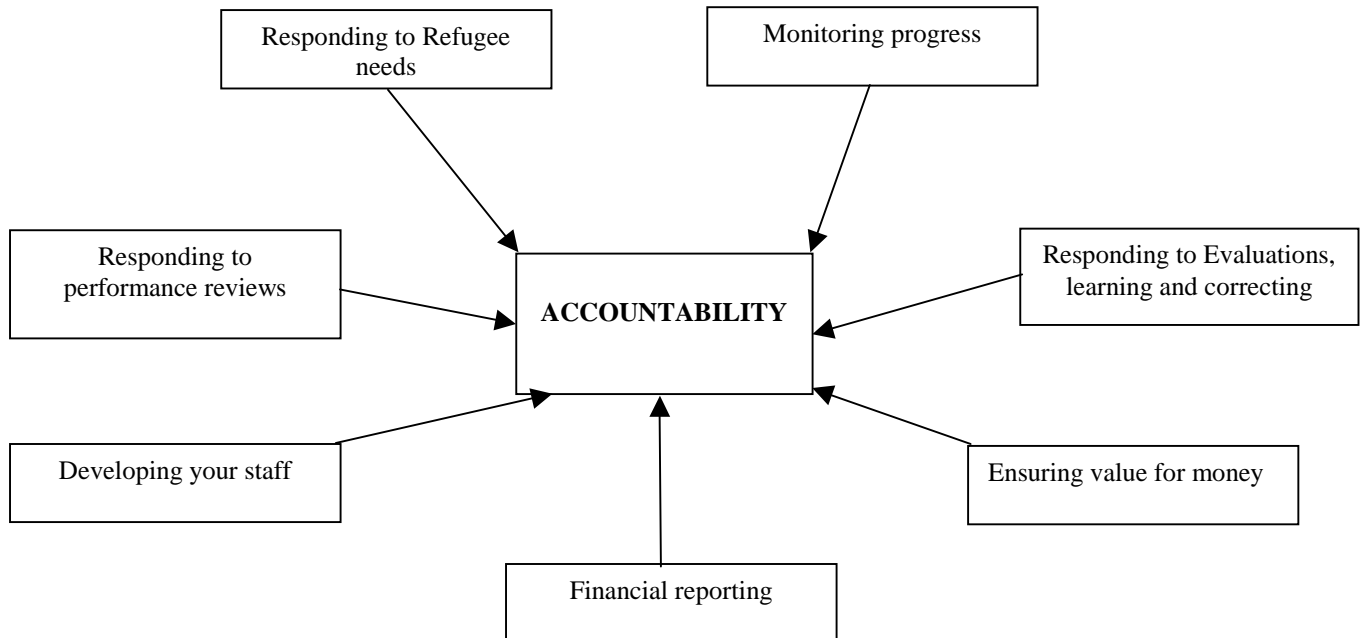 Responding to Refugee
needs
Monitoring progress
Responding to
performance reviews
ACCOUNTABILITY
Responding to Evaluations,
learning and correcting
Developing your staff
Ensuring value for money
Financial reporting